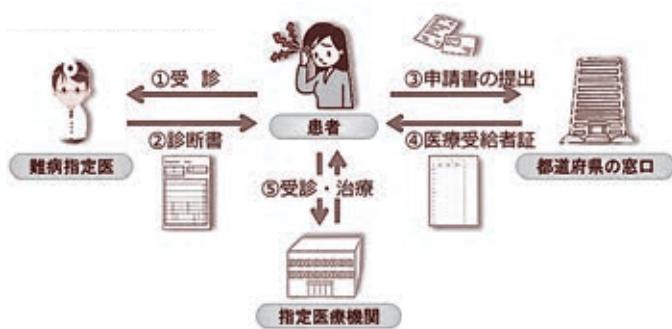 ①受 診
③申請書の提出
患者
②診断書
④医療受給者証
難病指定医
都道府県の窓口
⑤受診・治療
指定医療機関